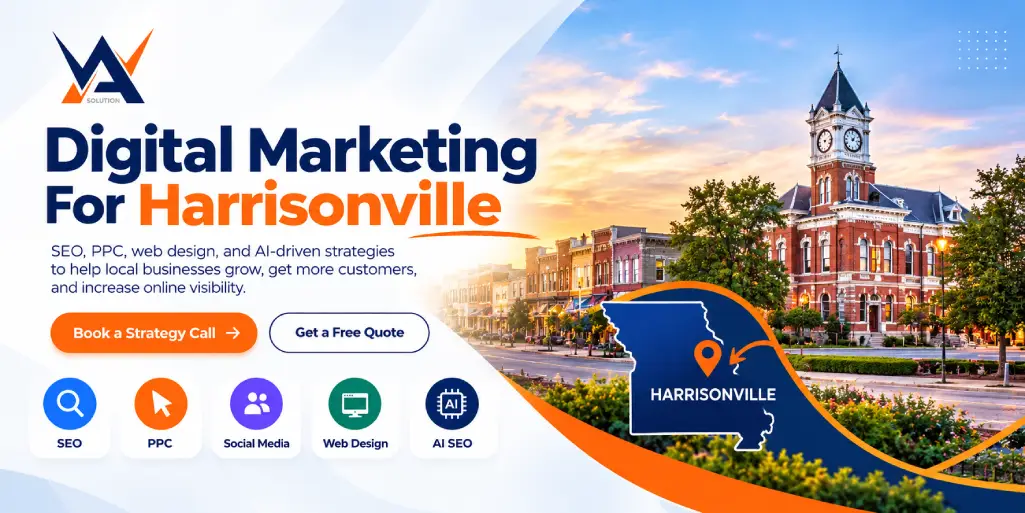 SOLUTION
Digital Marketing
For Harrisonville
SEO, PPC, web design, and AI-driven strategies
to help local businesses grow, get more customers,
and increase online visibility.
Book a Strategy Call →
Get a Free Quote
SEO
PPC
Social Media
Web Design
AI
AI SEO
HARRISONVILLE